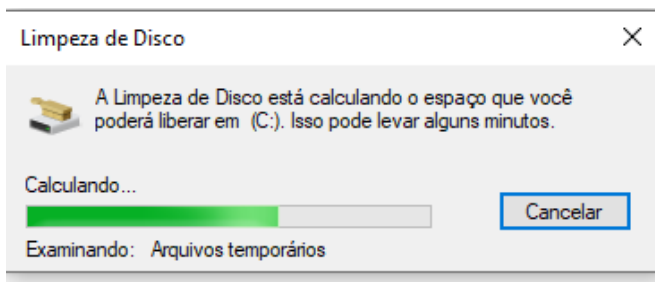 Limpeza de Disco
A Limpeza de Disco está calculando o espaço que você
poderá liberar em (C:). Isso pode levar alguns minutos.
Calculando...
Cancelar
Examinando: Arquivos temporários